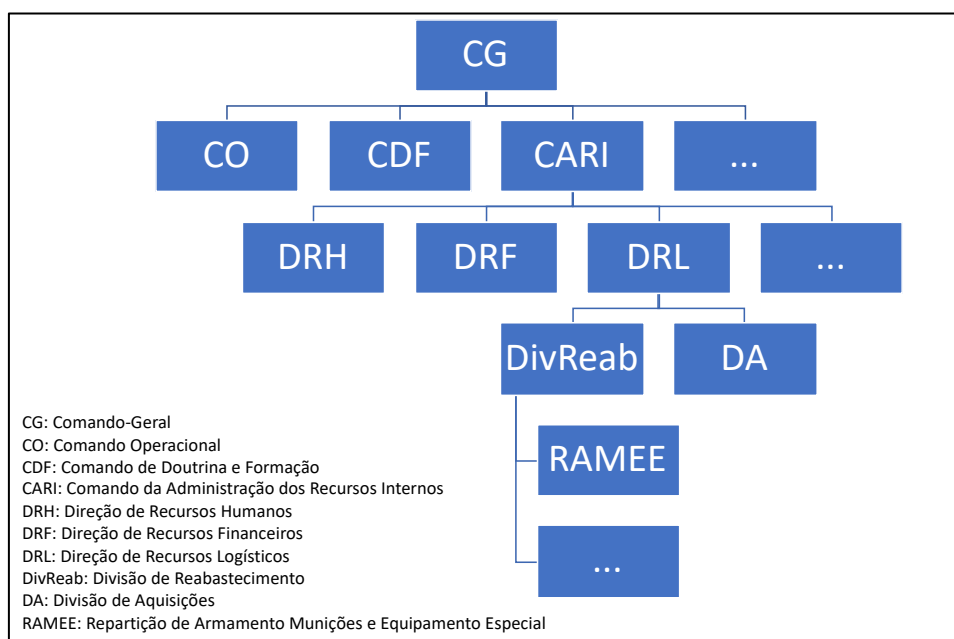 CG
CO
CDF
CARI
...
DRH
DRF
DRL
...
DivReab
DA
RAMEE
...
CG: Comando-Geral
CO: Comando Operacional
CDF: Comando de Doutrina e Formação
CARI: Comando da Administração dos Recursos Internos
DRH: Direção de Recursos Humanos
DRF: Direção de Recursos Financeiros
DRL: Direção de Recursos Logísticos
DivReab: Divisão de Reabastecimento
DA: Divisão de Aquisições
RAMEE: Repartição de Armamento Munições e Equipamento Especial